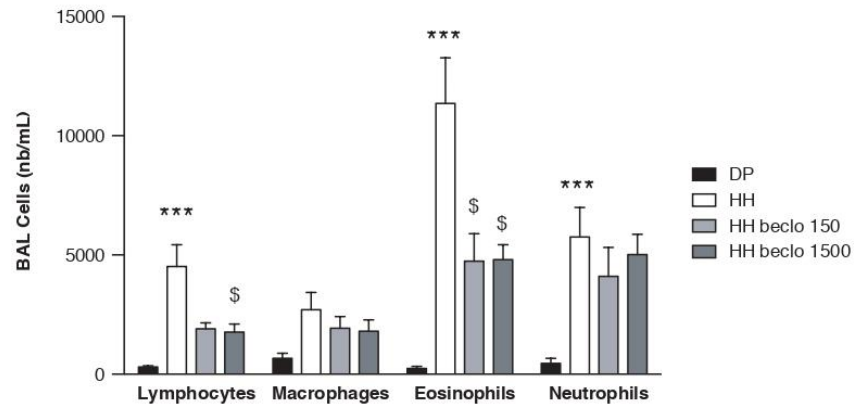 15000
10000
5000
0
BAL Cells (nb/mL)
***
$
***
$
$
***
Lymphocytes
Macrophages
Eosinophils
Neutrophils
DP
HH
HH beclo 150
HH beclo 1500